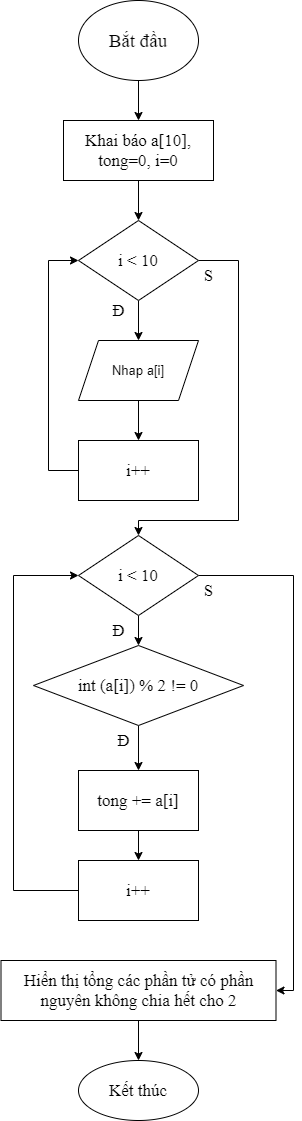 Bắt đầu
Khai báo a[10],
tong=0, i=0
i < 10
S
Đ
Nhap a[i]
i++
i < 10
S
Đ
int (a[i]) % 2 != 0
Đ
tong += a[i]
i++
Hiển thị tổng các phần tử có phần
nguyên không chia hết cho 2
Kết thúc